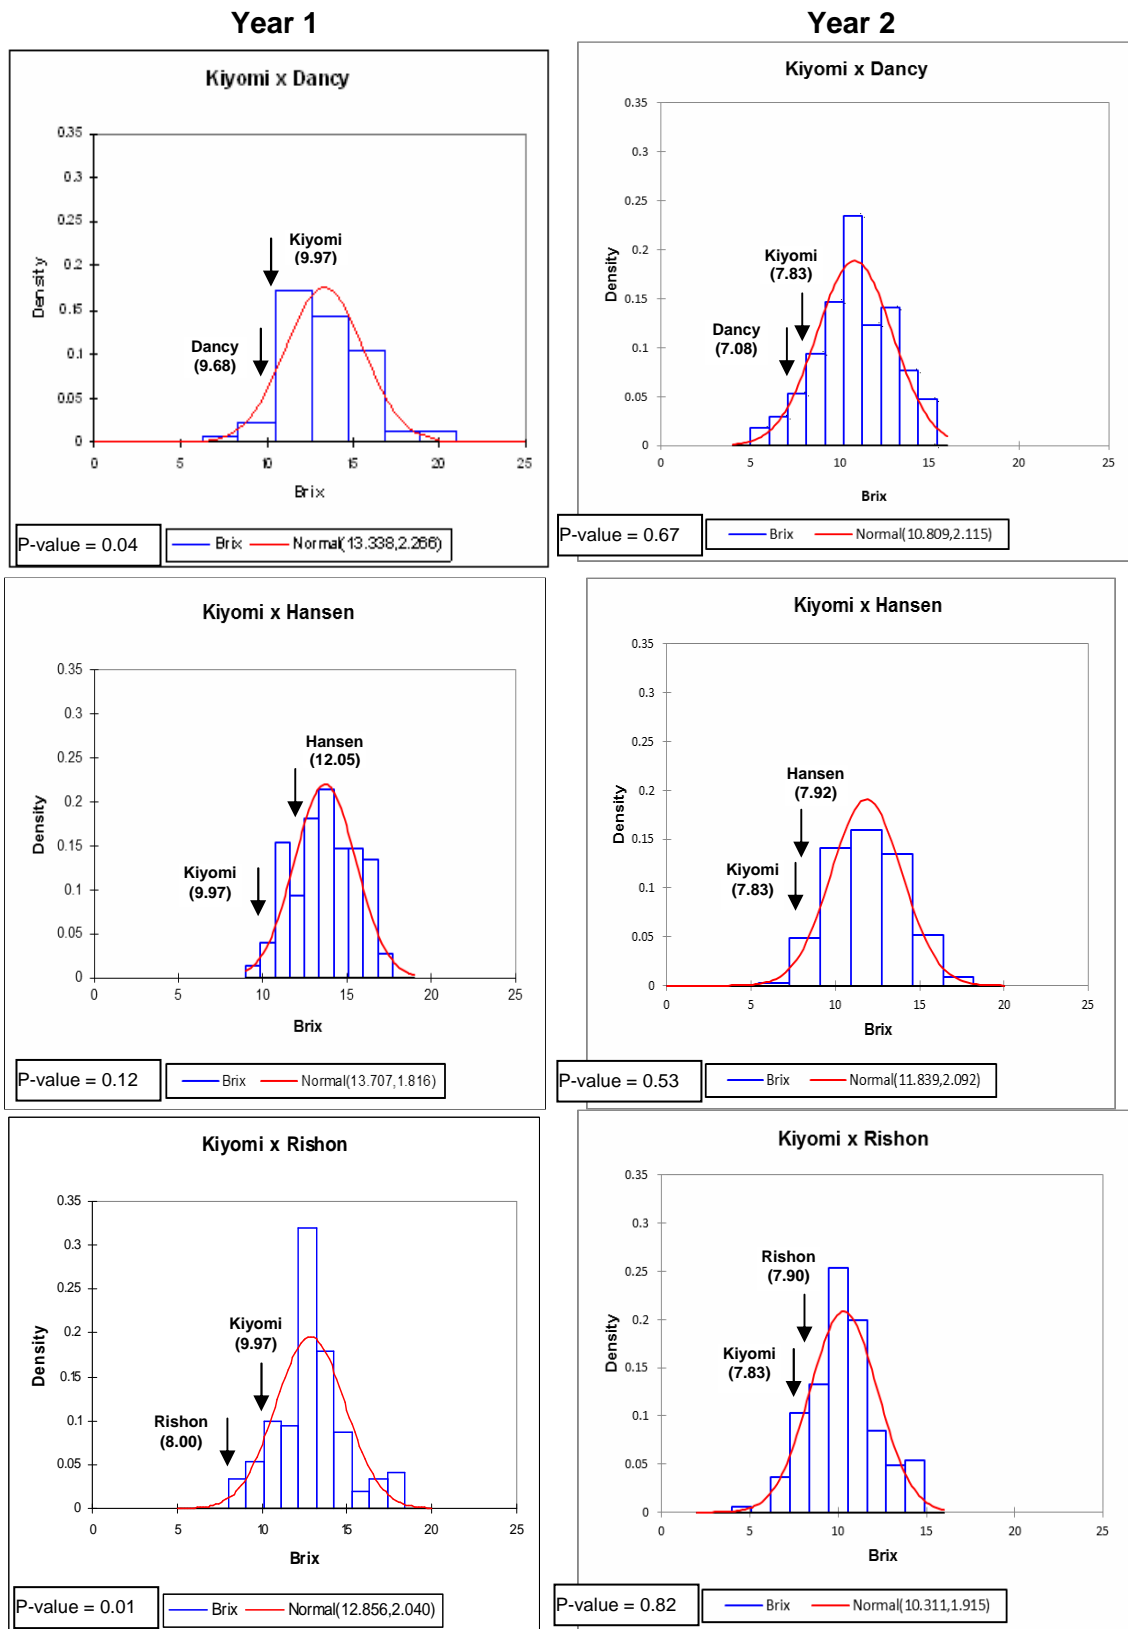 Year 1
Year 2
Kiyomi x Dancy
0.35
0.3
0.25
0.2
0.15
0.1
0.05
0
Density
Kiyomi
(9.97)
Dancy
(9.68)
0 5 10 15 20 25
Brix
P-value = 0.04
Brix Normal(13.338,2.266)
Kiyomi x Dancy
0.35
0.3
0.25
0.2
0.15
0.1
0.05
0
Density
Kiyomi
(7.83)
Dancy
(7.08)
0 5 10 15 20 25
Brix
P-value = 0.67
Brix Normal(10.809,2.115)
Kiyomi x Hansen
0.35
0.3
0.25
0.2
0.15
0.1
0.05
0
Density
Hansen
(12.05)
Kiyomi
(9.97)
0 5 10 15 20 25
Brix
P-value = 0.12
Brix Normal(13.707,1.816)
Kiyomi x Hansen
0.35
0.3
0.25
0.2
0.15
0.1
0.05
0
Density
Hansen
(7.92)
Kiyomi
(7.83)
0 5 10 15 20 25
Brix
P-value = 0.53
Brix Normal(11.839,2.092)
Kiyomi x Rishon
0.35
0.3
0.25
0.2
0.15
0.1
0.05
0
Density
Kiyomi
(9.97)
Rishon
(8.00)
0 5 10 15 20 25
Brix
P-value = 0.01
Brix Normal(12.856,2.040)
Kiyomi x Rishon
0.35
0.3
0.25
0.2
0.15
0.1
0.05
0
Density
Rishon
(7.90)
Kiyomi
(7.83)
0 5 10 15 20 25
Brix
P-value = 0.82
Brix Normal(10.311,1.915)